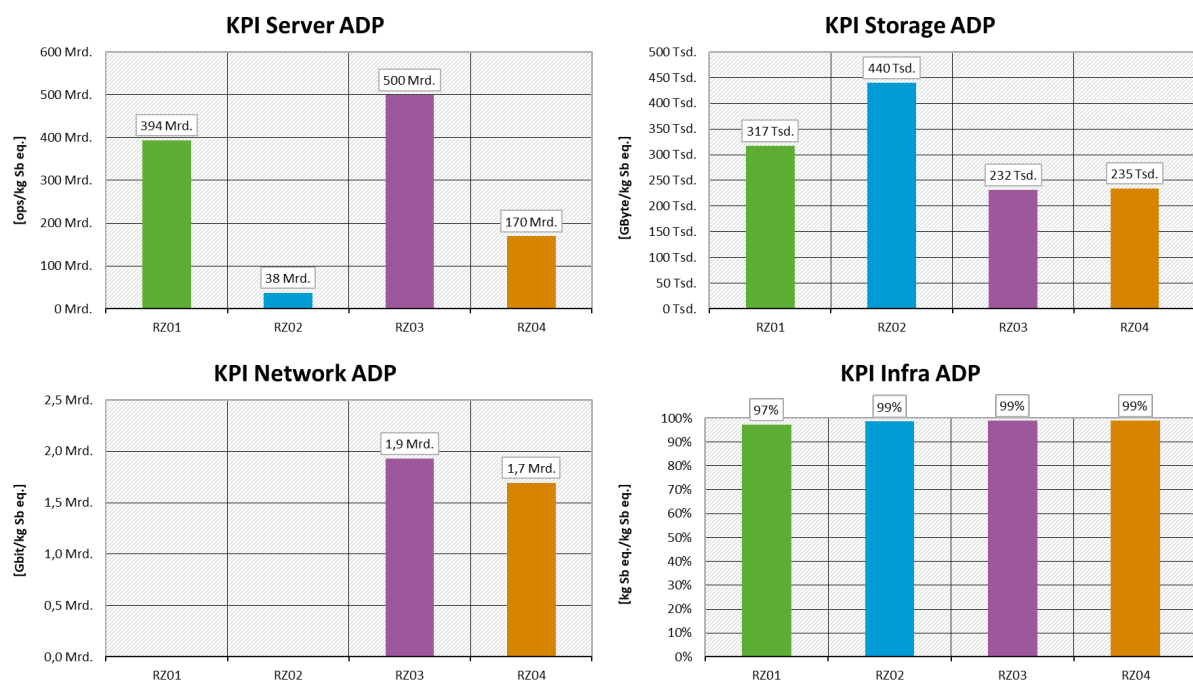 KPI Server ADP
[ops/kg Sb eq.]
600 Mrd.
500 Mrd.
400 Mrd.
300 Mrd.
200 Mrd.
100 Mrd.
0 Mrd.
394 Mrd.
38 Mrd.
500 Mrd.
170 Mrd.
RZ01 RZ02 RZ03 RZ04
KPI Storage ADP
[GByte/kg Sb eq.]
500 Tsd.
450 Tsd.
400 Tsd.
350 Tsd.
300 Tsd.
250 Tsd.
200 Tsd.
150 Tsd.
100 Tsd.
50 Tsd.
0 Tsd.
317 Tsd.
440 Tsd.
232 Tsd.
235 Tsd.
RZ01 RZ02 RZ03 RZ04
KPI Network ADP
[Gbit/kg Sb eq.]
2,5 Mrd.
2,0 Mrd.
1,5 Mrd.
1,0 Mrd.
0,5 Mrd.
0,0 Mrd.
1,9 Mrd.
1,7 Mrd.
RZ01 RZ02 RZ03 RZ04
KPI Infra ADP
[kg Sb eq./kg Sb eq.]
100%
90%
80%
70%
60%
50%
40%
30%
20%
10%
0%
97%
99%
99%
99%
RZ01 RZ02 RZ03 RZ04